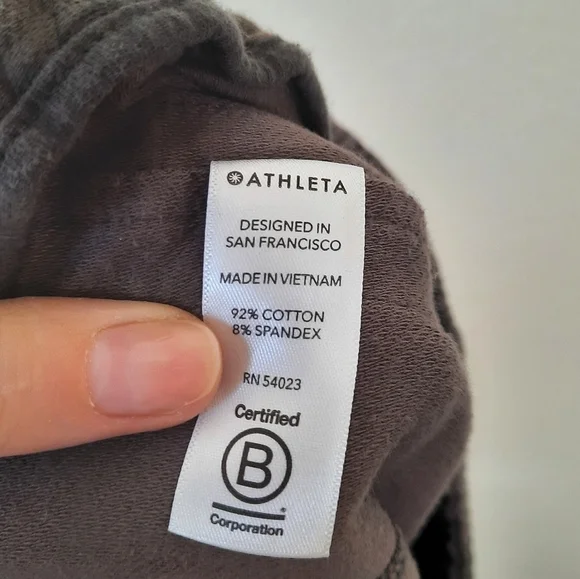 ATHLETA
DESIGNED IN
SAN FRANCISCO
MADE IN VIETNAM
92% COTTON
8% SPANDEX
RN 54023
Certified
B
Corporation